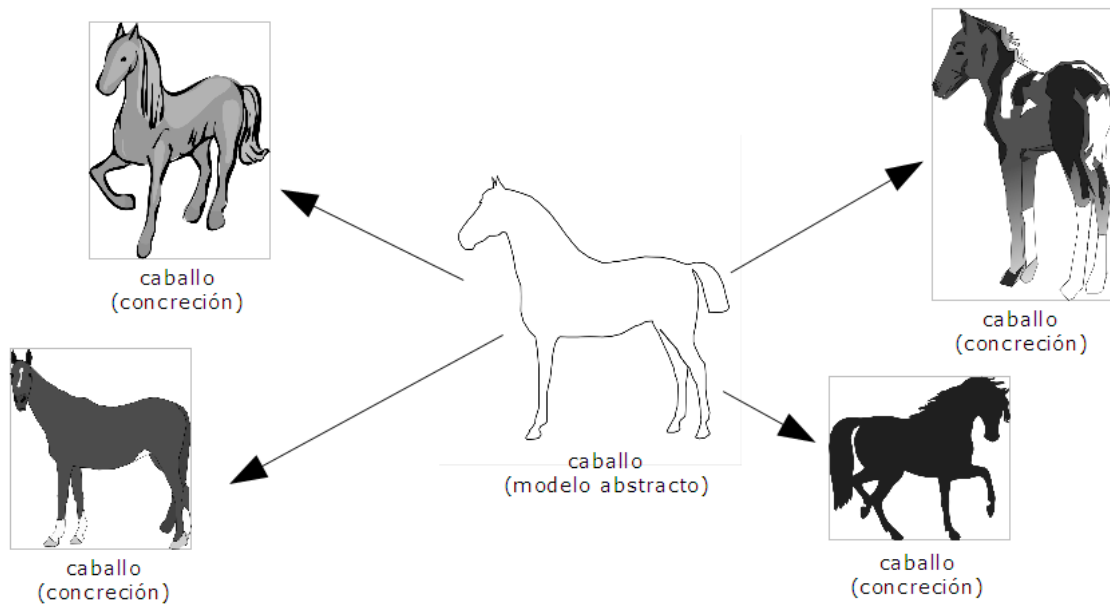 caballo
(concreción)
caballo
(concreción)
caballo
(modelo abstracto)
caballo
(concreción)
caballo
(concreción)